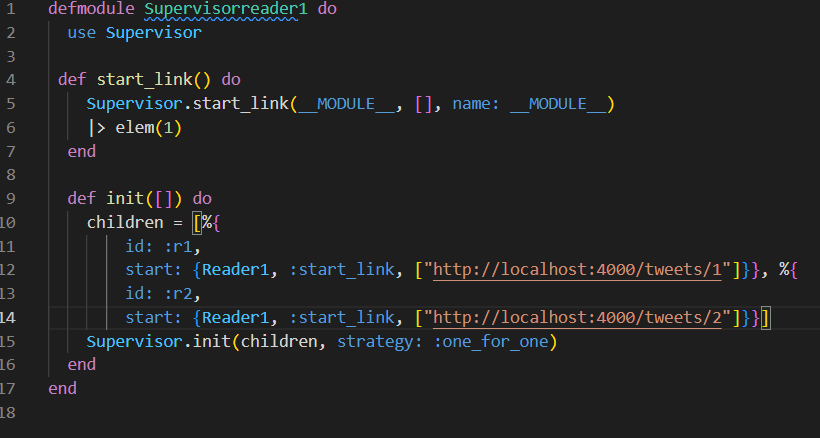 1 defmodule Supervisorreader1 do
2 use Supervisor
3
4 def start_link() do
5 Supervisor.start_link(__MODULE__, [], name: __MODULE__)
6 |> elem(1)
7 end
8
9 def init([]) do
10 children = [%{
11 id: :r1,
12 start: {Reader1, :start_link, ["http://localhost:4000/tweets/1"]}}, %{
13 id: :r2,
14 start: {Reader1, :start_link, ["http://localhost:4000/tweets/2"]}}]
15 Supervisor.init(children, strategy: :one_for_one)
16 end
17 end
18